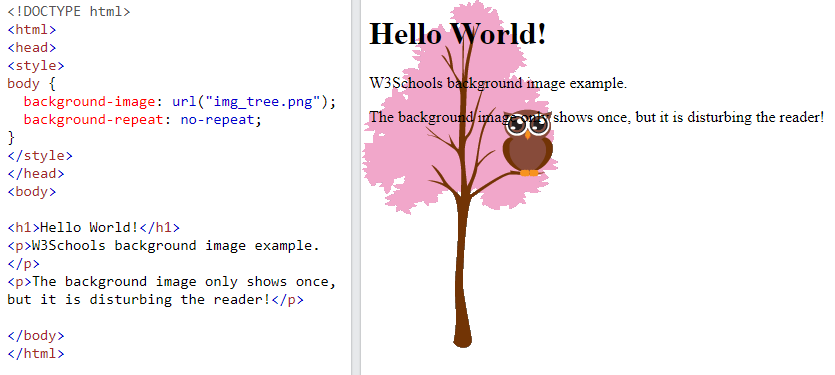 <!DOCTYPE html>
<html>
<head>
<style>
body {
  background-image: url("img_tree.png");
  background-repeat: no-repeat;
}
</style>
</head>
<body>

<h1>Hello World!</h1>
<p>W3Schools background image example.
</p>
<p>The background image only shows once,
but it is disturbing the reader!</p>

</body>
</html>
Hello World!
W3Schools background image example.
The background image only shows once, but it is disturbing the reader!